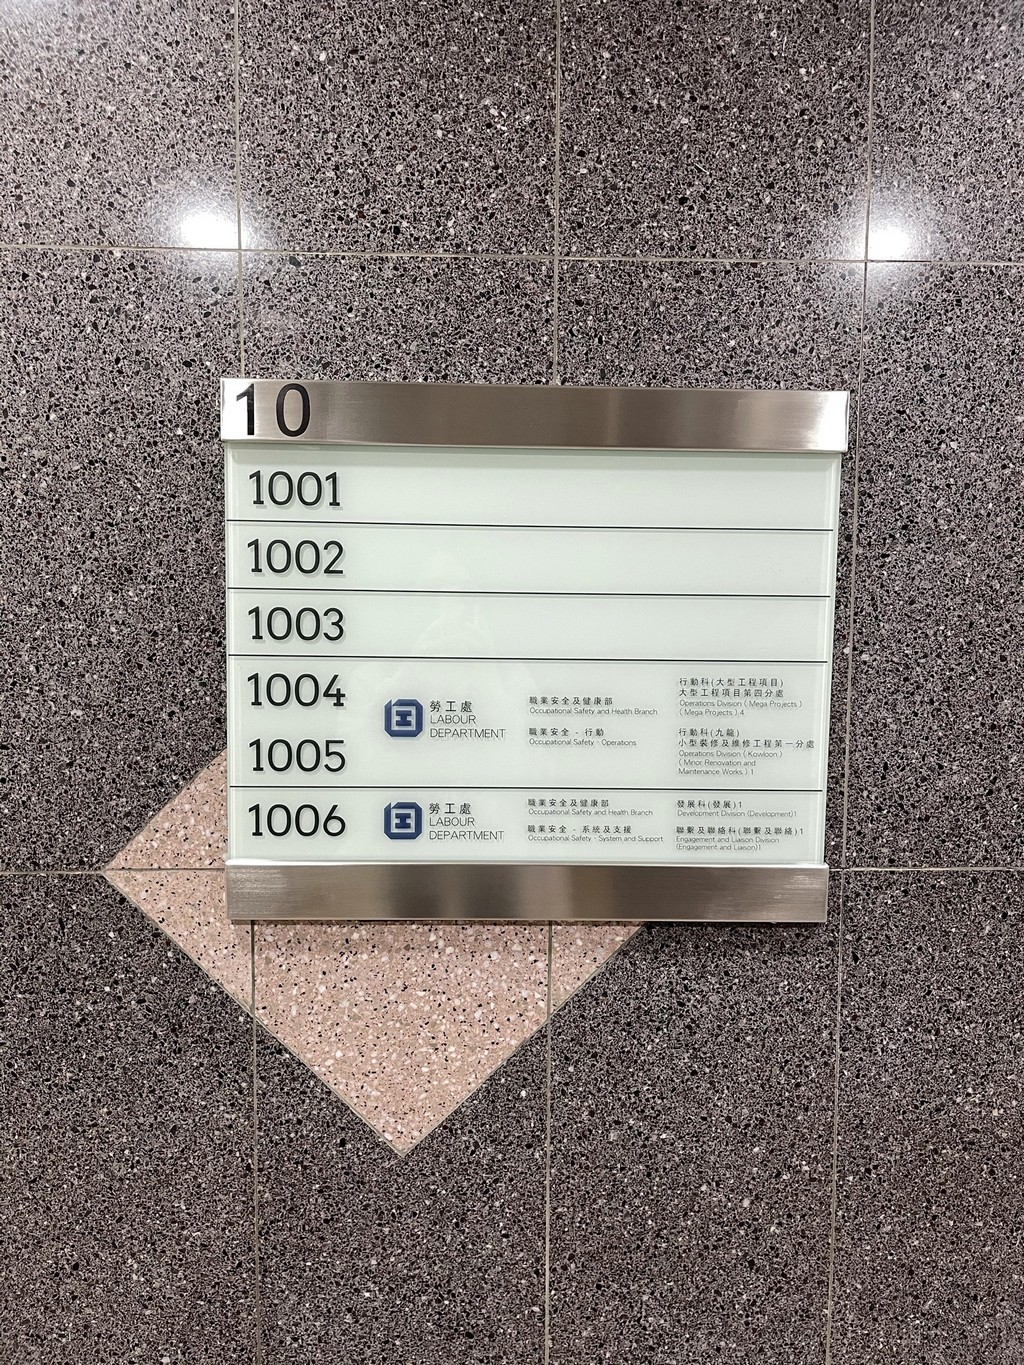 10
1001
1002
1003
1004
1005
勞工處
LABOUR
DEPARTMENT
職業安全及健康部
Occupational Safety and Health Branch
職業安全 - 行動
Occupational Safety - Operations
行動科(大型工程項目)
大型工程項目第四分處
Operations Division ( Mega Projects )
( Mega Projects ) 4
行動科(九龍)
小型裝修及維修工程第一分處
Operations Division ( Kowloon )
( Minor Renovation and
Maintenance Works ) 1
1006
勞工處
LABOUR
DEPARTMENT
職業安全及健康部
Occupational Safety and Health Branch
職業安全 - 系統及支援
Occupational Safety - System and Support
發展科(發展)1
Development Division (Development)1
聯繫及聯絡科(聯繫及聯絡)1
Engagement and Liaison Division
(Engagement and Liaison)1